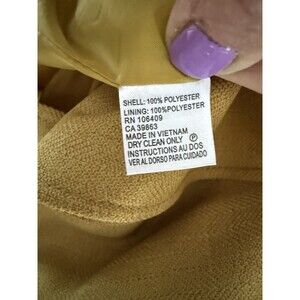 SHELL: 100% POLYESTER
LINING: 100%POLYESTER
RN 106409
CA 39863
MADE IN VIETNAM
DRY CLEAN ONLY Ⓟ
INSTRUCTIONS AU DOS
VER AL DORSO PARA CUIDADO